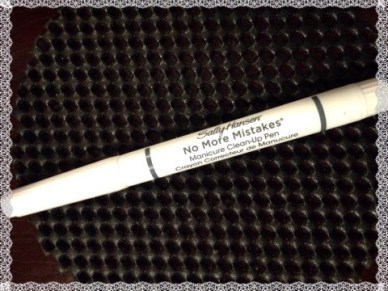 Sally Hansen®
No More Mistakes®
Manicure Clean-Up Pen
Crayon Correcteur de Manucure